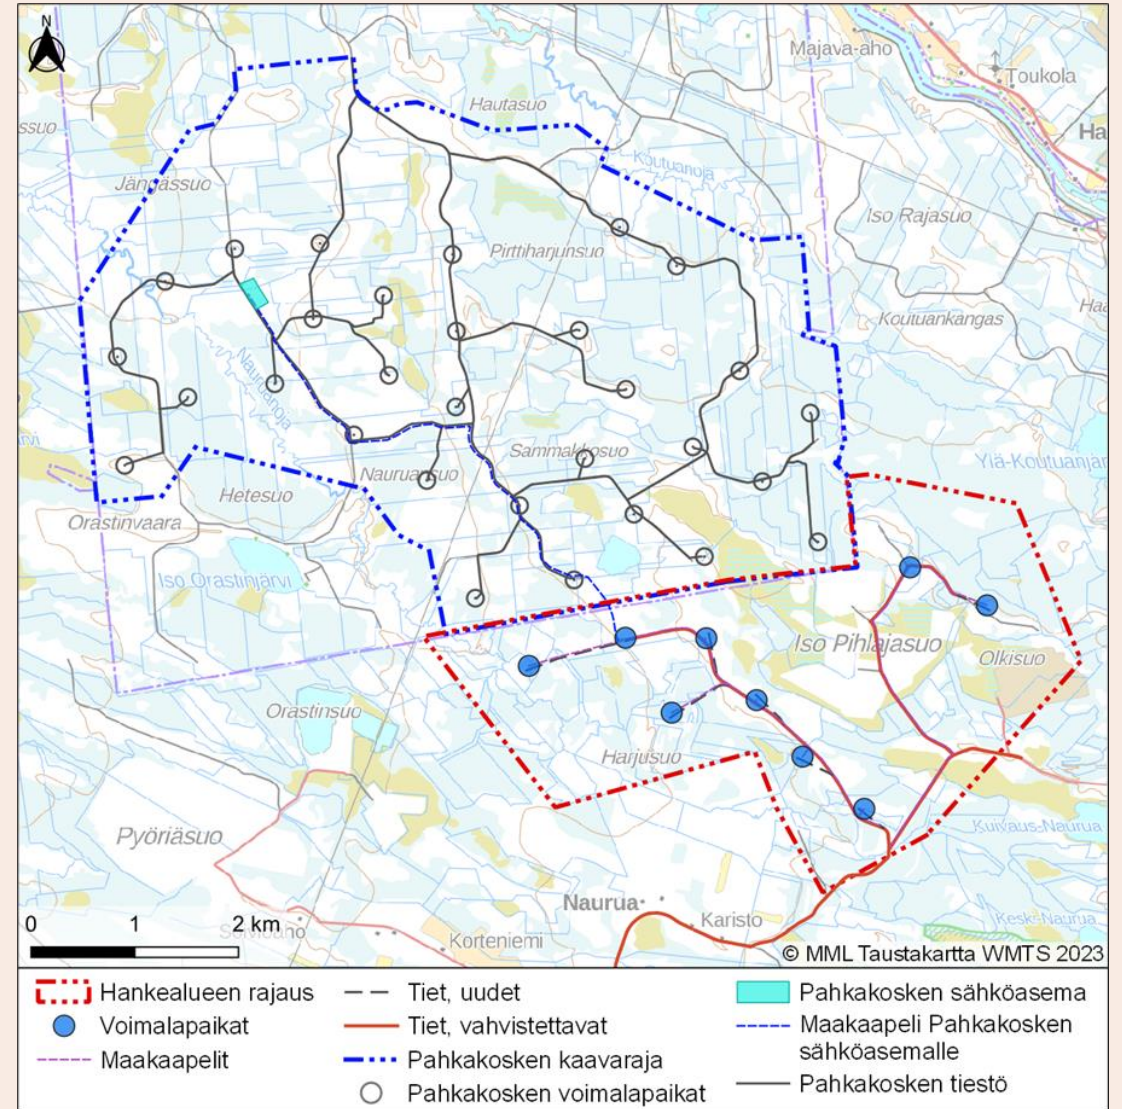 N
Majava-aho
Toukola
Hautasuo
Ha
ssuo
Koutuanoja
Jängässuo
Iso Rajasuo
Pirttiharjunsuo
Haa
Koutuankangas
Nauruanoja
ärvi
Sammakkosuo
Ylä-Koutuanjär
Nauruansuo
Hetesuo
Orastinvaara
Iso Orastinjärvi
Iso Pihlajasuo
Olkisuo
Orastinsuo
Harjusuo
Pyöriäsuo
Kuivaus-Naurua
Naurua
Karisto
Kesk-Naurua
0 1 2 km
Korteniemi
© MML Taustakartta WMTS 2023
Hankealueen rajaus
Voimalapaikat
Maakaapelit
Tiet, uudet
Tiet, vahvistettavat
Pahkakosken kaavaraja
Pahkakosken voimalapaikat
Pahkakosken sähköasema
Maakaapeli Pahkakosken
sähköasemalle
Pahkakosken tiestö